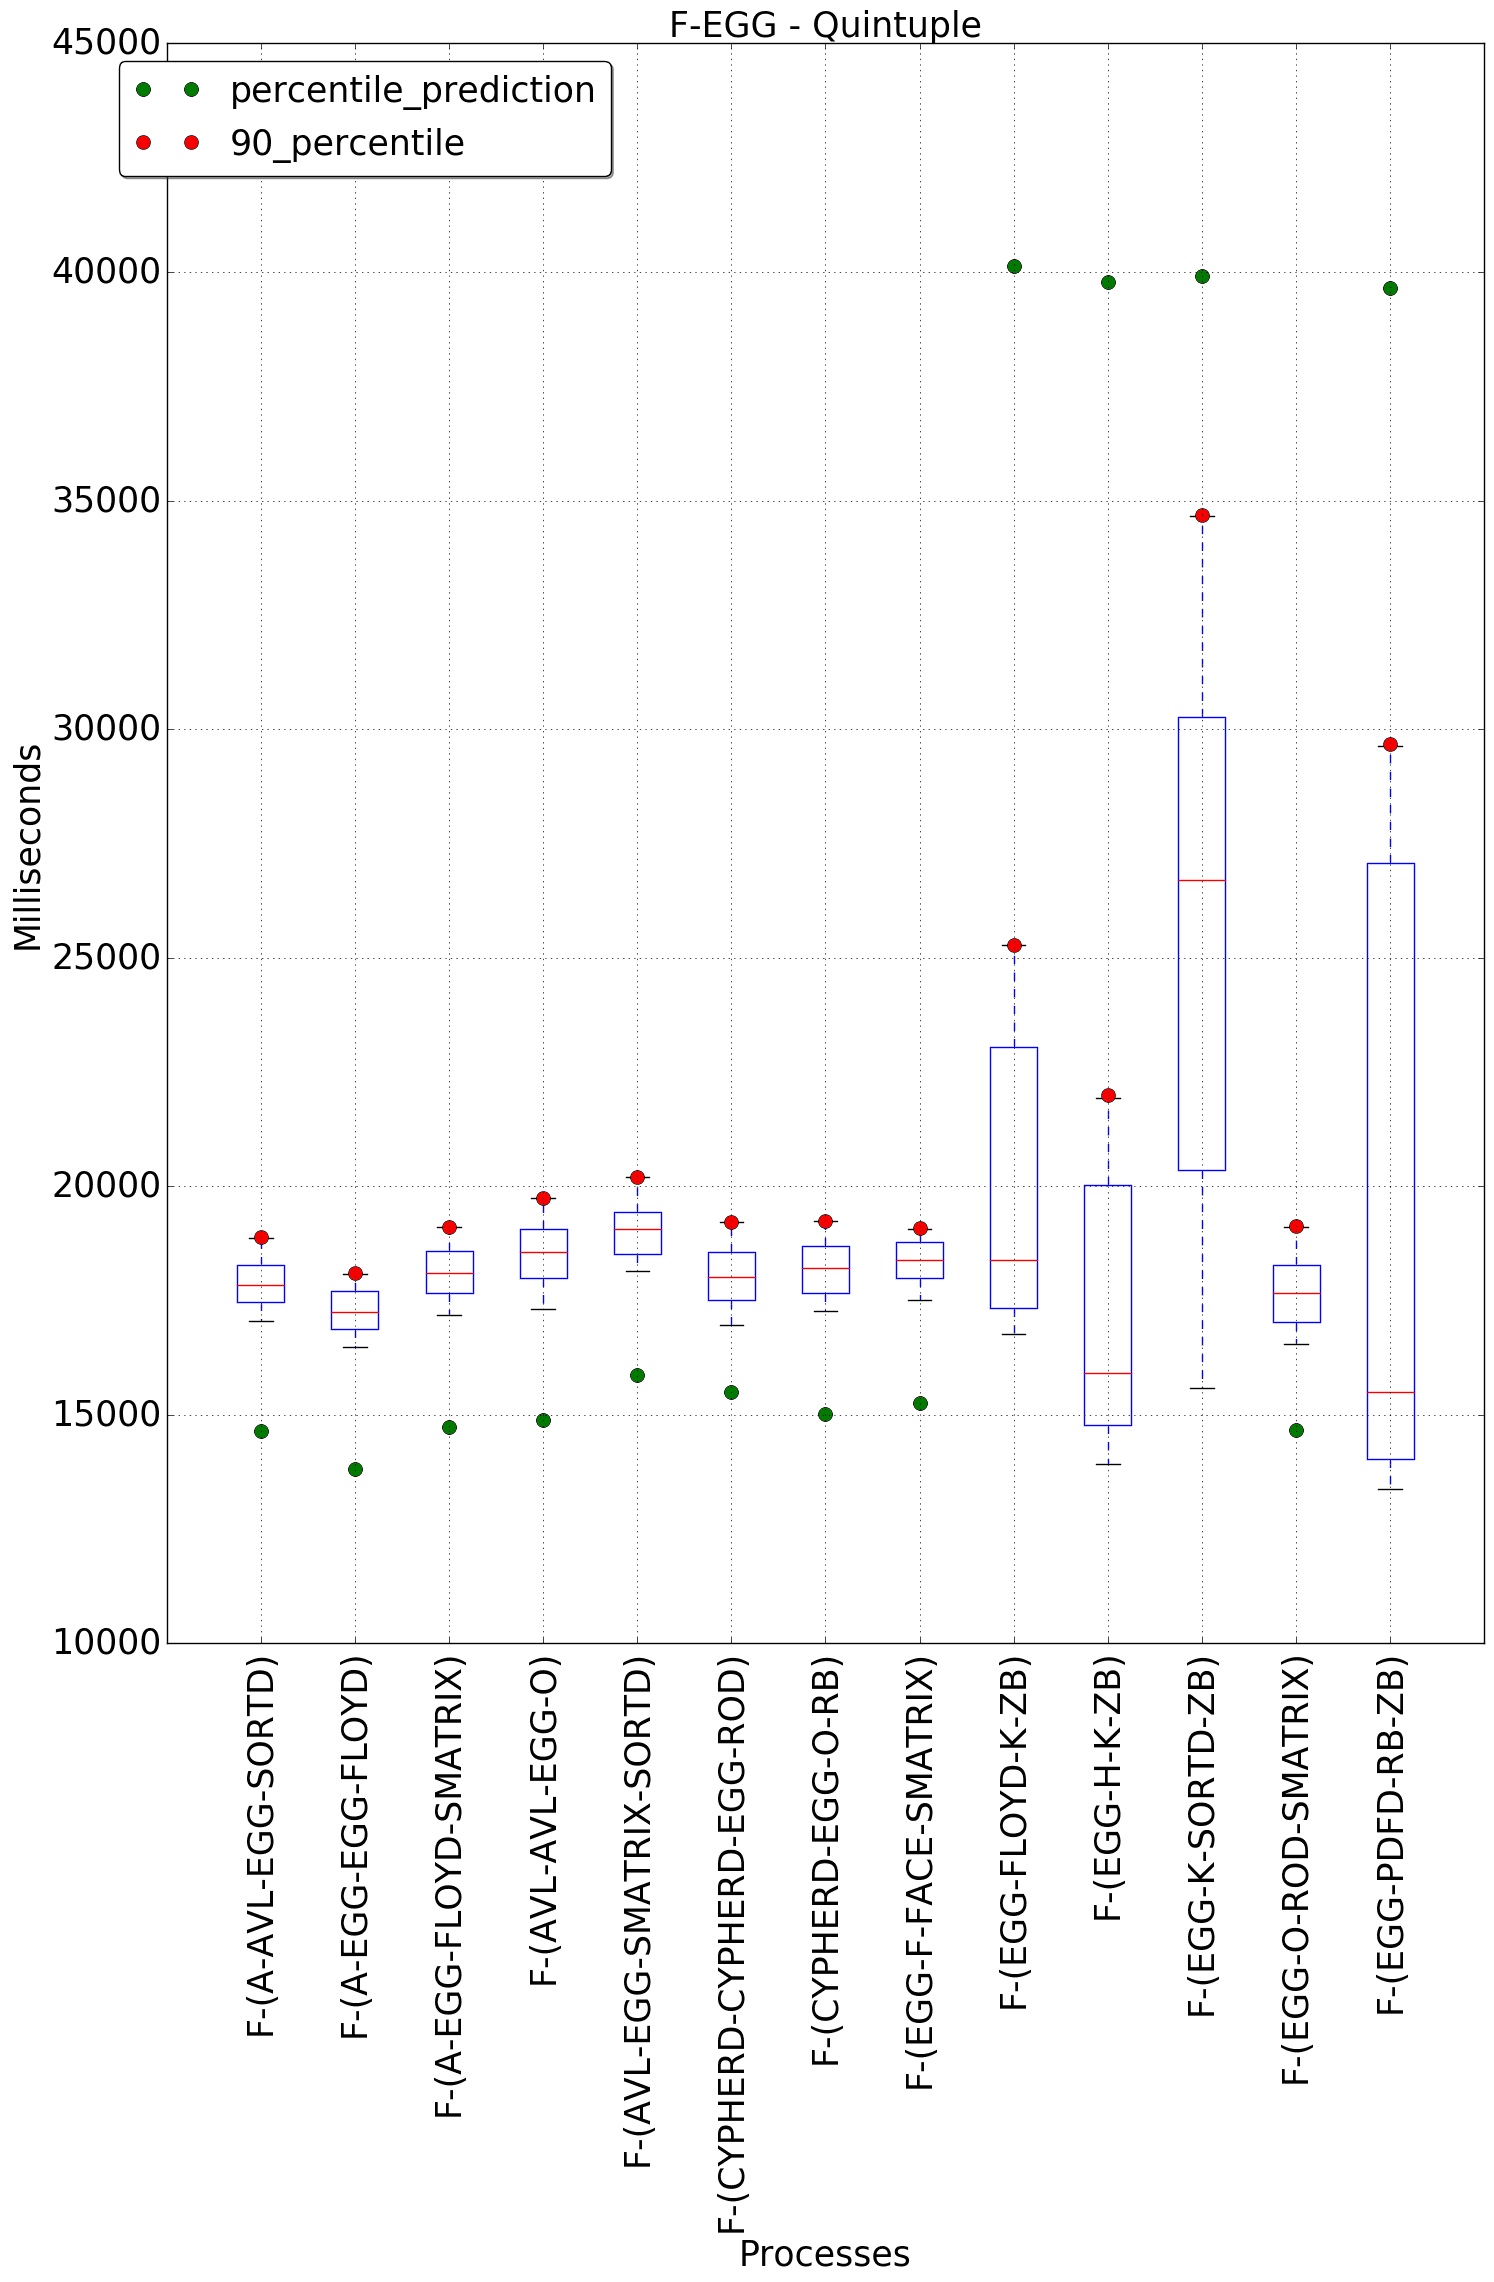 F-EGG - Quintuple
percentile_prediction
90_percentile
45000
40000
35000
30000
25000
20000
15000
10000
Milliseconds
F-(A-AVL-EGG-SORTD)
F-(A-EGG-EGG-FLOYD)
F-(A-EGG-FLOYD-SMATRIX)
F-(AVL-AVL-EGG-O)
F-(AVL-EGG-SMATRIX-SORTD)
F-(CYPHERD-CYPHERD-EGG-ROD)
F-(CYPHERD-EGG-O-RB)
F-(EGG-F-FACE-SMATRIX)
F-(EGG-FLOYD-K-ZB)
F-(EGG-H-K-ZB)
F-(EGG-K-SORTD-ZB)
F-(EGG-O-ROD-SMATRIX)
F-(EGG-PDFD-RB-ZB)
Processes